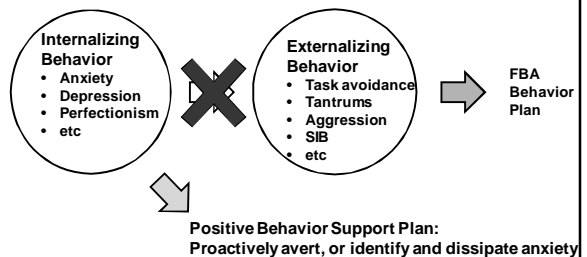 Internalizing
Behavior
• Anxiety
• Depression
• Perfectionism
• etc
Externalizing
Behavior
• Task avoidance
• Tantrums
• Aggression
• SIB
• etc
FBA
Behavior
Plan
Positive Behavior Support Plan:
Proactively avert, or identify and dissipate anxiety